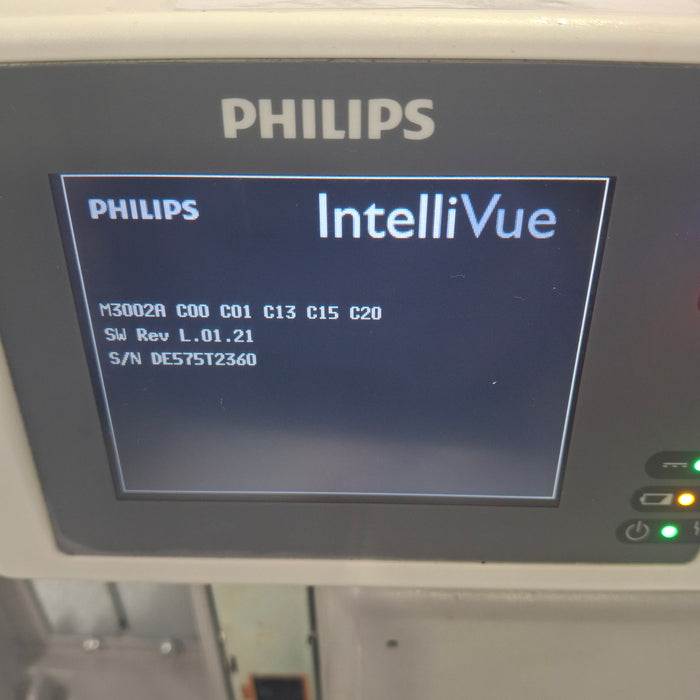 PHILIPS
PHILIPS IntelliVue
M3002A C00 C01 C13 C15 C20
SW Rev L.01.21
S/N DE575T2360